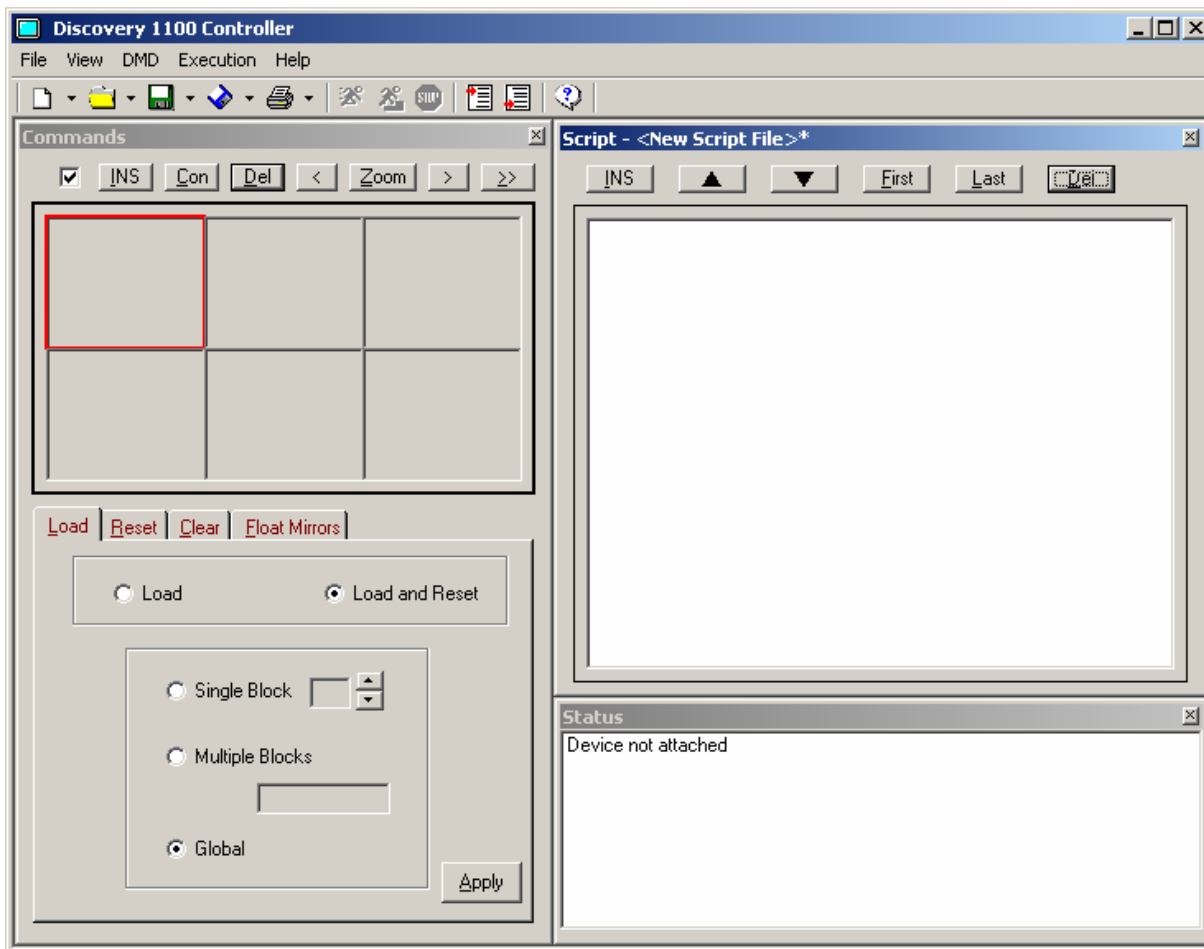 Discovery 1100 Controller
File View DMD Execution Help
STOP
Commands
INS Con Del < Zoom > >>
Load Reset Clear Float Mirrors
Load Load and Reset
Single Block
Multiple Blocks
Global
Apply
Script - <New Script File>*
INS ▲ ▼ First Last Del
Status
Device not attached